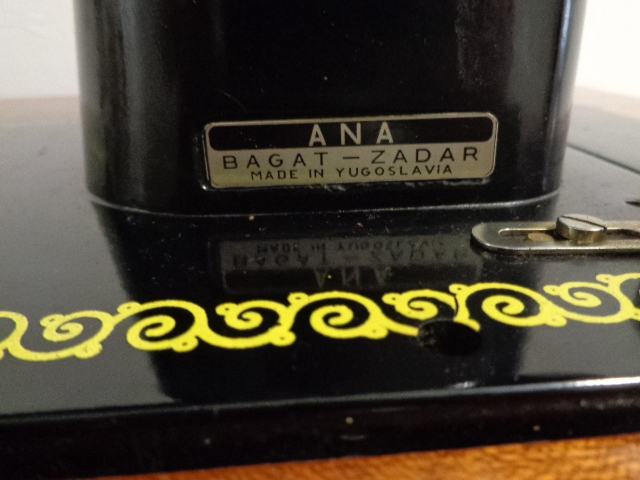 ANA
BAGAT – ZADAR
MADE IN YUGOSLAVIA